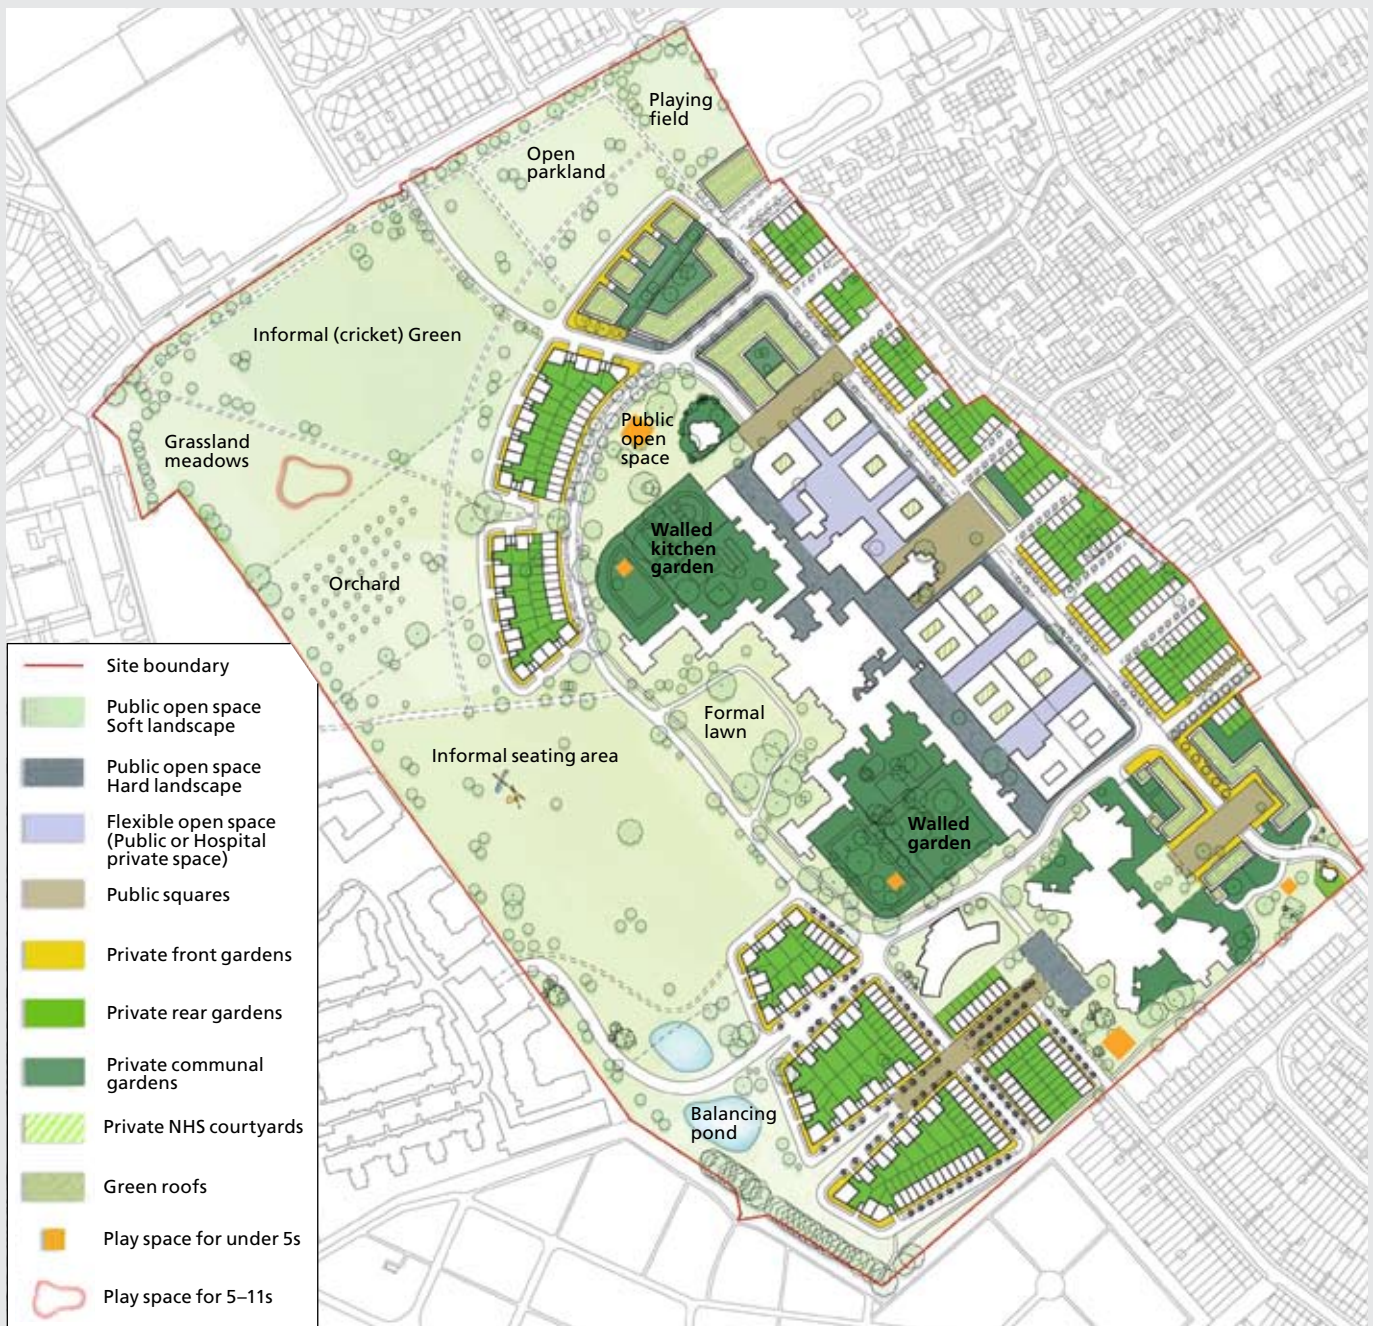 Playing
field
Open
parkland
Informal (cricket) Green
Public
open
space
Grassland
meadows
Walled
kitchen
garden
Orchard
Formal
lawn
Informal seating area
Walled
garden
Balancing
pond
Site boundary
Public open space
Soft landscape
Public open space
Hard landscape
Flexible open space
(Public or Hospital
private space)
Public squares
Private front gardens
Private rear gardens
Private communal
gardens
Private NHS courtyards
Green roofs
Play space for under 5s
Play space for 5–11s